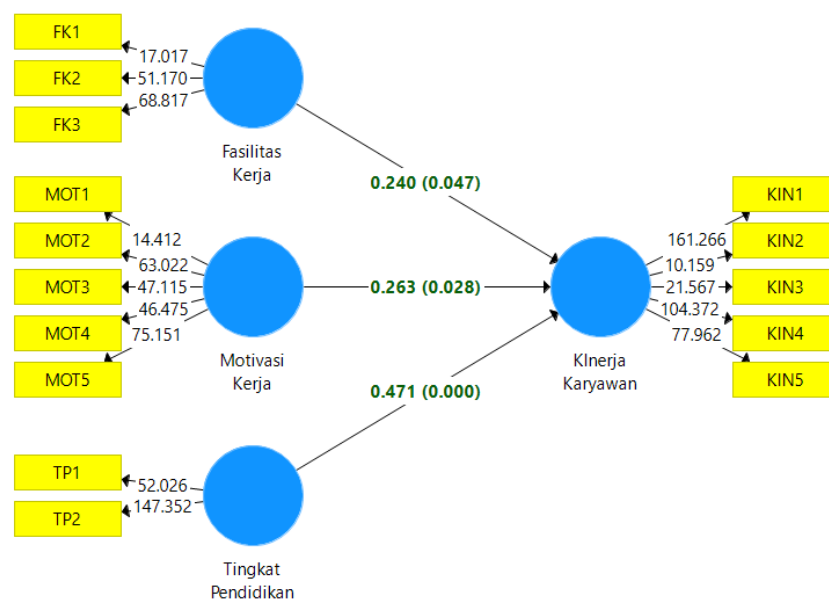 FK1
17.017
FK2
51.170
FK3
68.817
Fasilitas
Kerja
0.240 (0.047)
MOT1
14.412
MOT2
63.022
MOT3
47.115
MOT4
46.475
MOT5
75.151
Motivasi
Kerja
0.263 (0.028)
KIN1
161.266
KIN2
10.159
KIN3
21.567
KIN4
104.372
KIN5
77.962
KInerja
Karyawan
0.471 (0.000)
TP1
52.026
TP2
147.352
Tingkat
Pendidikan